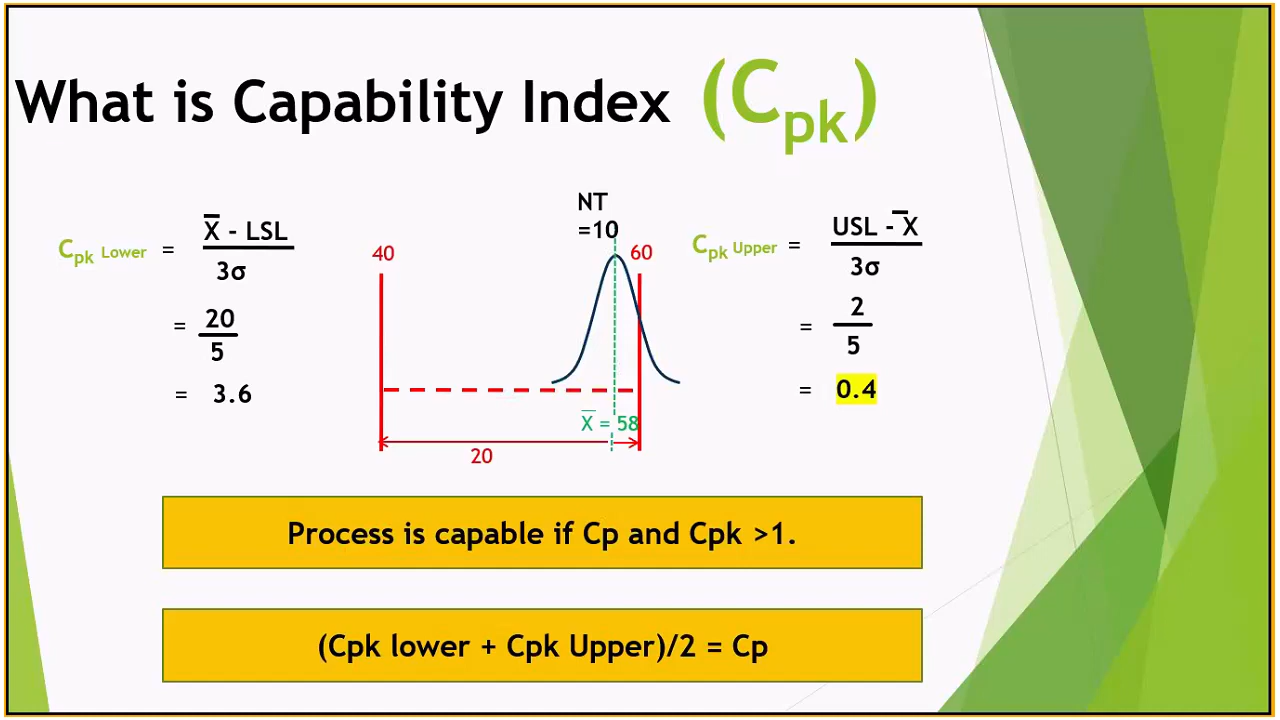 What is Capability Index (Cpk)
Cpk Lower = X̅ - LSL
3σ
= 20
5
= 3.6
NT
=10
40
60
X̅ = 58
20
Cpk Upper = USL - X̅
3σ
= 2
5
= 0.4
Process is capable if Cp and Cpk >1.
(Cpk lower + Cpk Upper)/2 = Cp